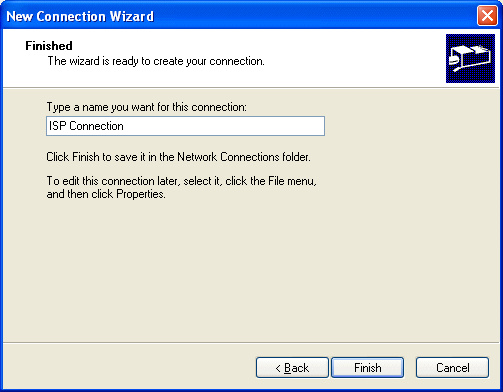 New Connection Wizard
Finished
The wizard is ready to create your connection.
Type a name you want for this connection:
ISP Connection
Click Finish to save it in the Network Connections folder.
To edit this connection later, select it, click the File menu,
and then click Properties.
< Back
Finish
Cancel